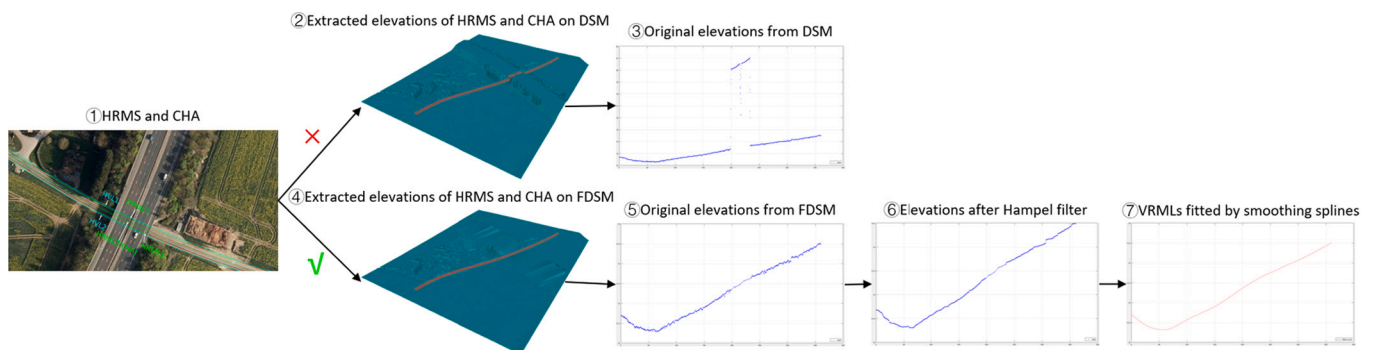 ②Extracted elevations of HRMS and CHA on DSM
③Original elevations from DSM
①HRMS and CHA
④Extracted elevations of HRMS and CHA on FDSM
⑤Original elevations from FDSM
⑥Elevations after Hampel filter
⑦VRMLs fitted by smoothing splines